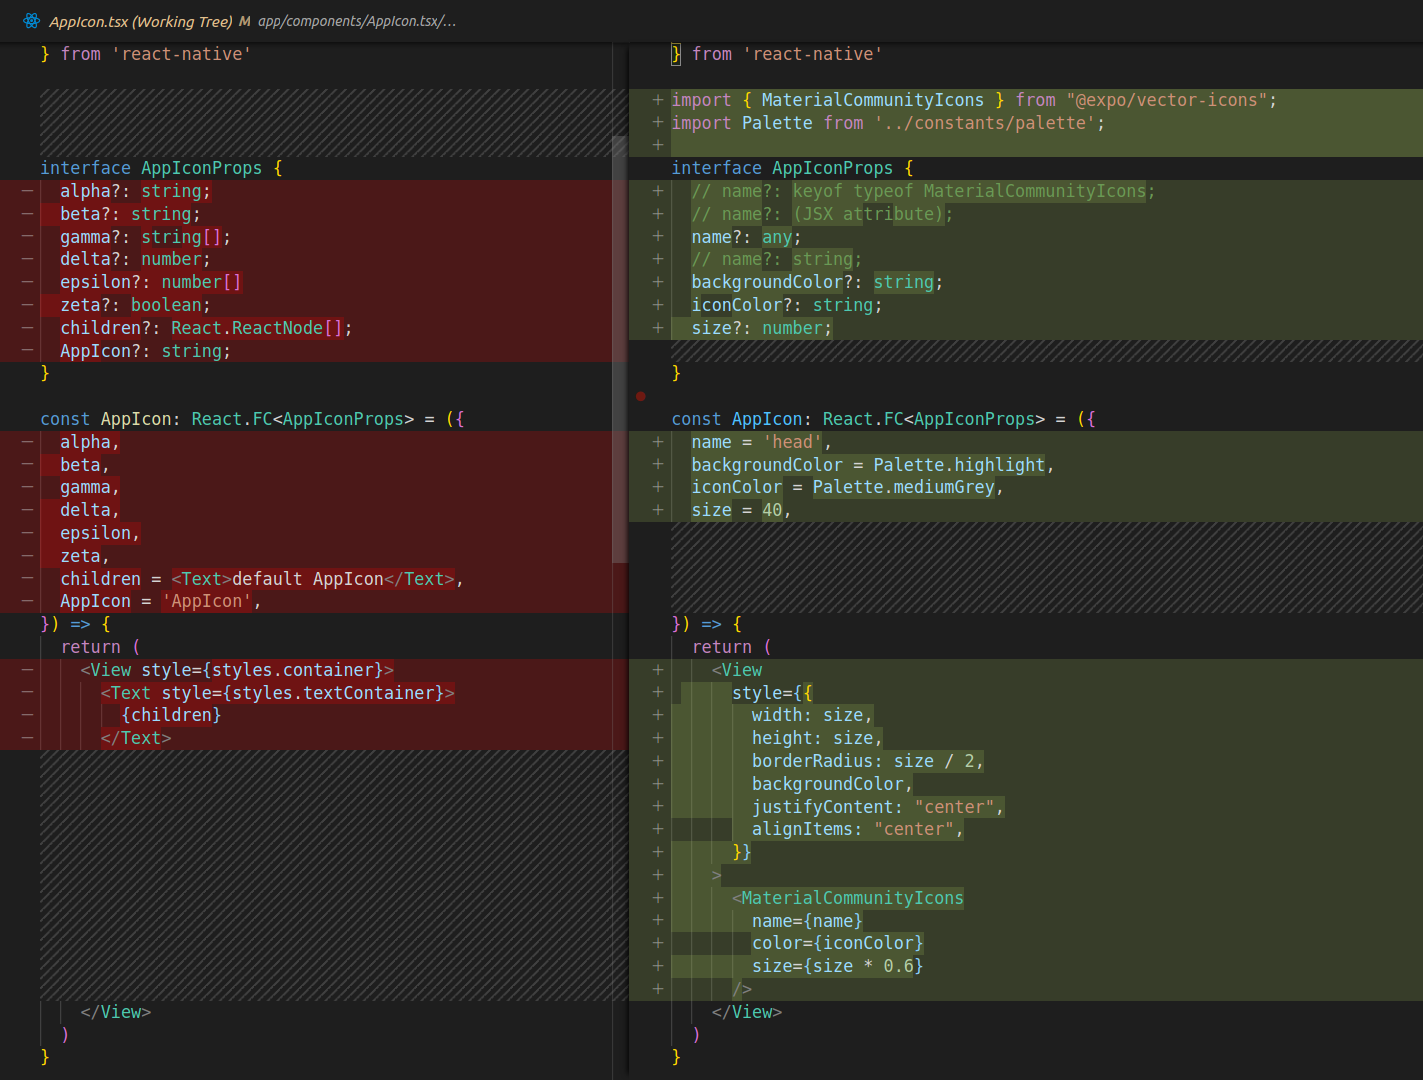 AppIcon.tsx (Working Tree) M app/components/AppIcon.tsx/...
} from 'react-native'
interface AppIconProps {
− alpha?: string;
− beta?: string;
− gamma?: string[];
− delta?: number;
− epsilon?: number[]
− zeta?: boolean;
− children?: React.ReactNode[];
− AppIcon?: string;
}
const AppIcon: React.FC<AppIconProps> = ({
− alpha,
− beta,
− gamma,
− delta,
− epsilon,
− zeta,
− children = <Text>default AppIcon</Text>,
− AppIcon = 'AppIcon',
}) => {
return (
− <View style={styles.container}>
− <Text style={styles.textContainer}>
− {children}
− </Text>
</View>
)
}
} from 'react-native'
+ import { MaterialCommunityIcons } from "@expo/vector-icons";
+ import Palette from '../constants/palette';
+
interface AppIconProps {
+ // name?: keyof typeof MaterialCommunityIcons;
+ // name?: (JSX attribute);
+ name?: any;
+ // name?: string;
+ backgroundColor?: string;
+ iconColor?: string;
+ size?: number;
}
const AppIcon: React.FC<AppIconProps> = ({
+ name = 'head',
+ backgroundColor = Palette.highlight,
+ iconColor = Palette.mediumGrey,
+ size = 40,
}) => {
return (
+ <View
+ style={{
+ width: size,
+ height: size,
+ borderRadius: size / 2,
+ backgroundColor,
+ justifyContent: "center",
+ alignItems: "center",
+ }}
+ >
+ <MaterialCommunityIcons
+ name={name}
+ color={iconColor}
+ size={size * 0.6}
+ />
</View>
)
}